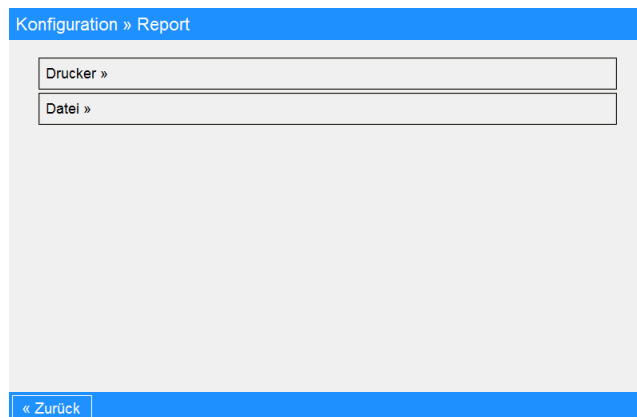 Konfiguration » Report
Drucker »
Datei »
« Zurück